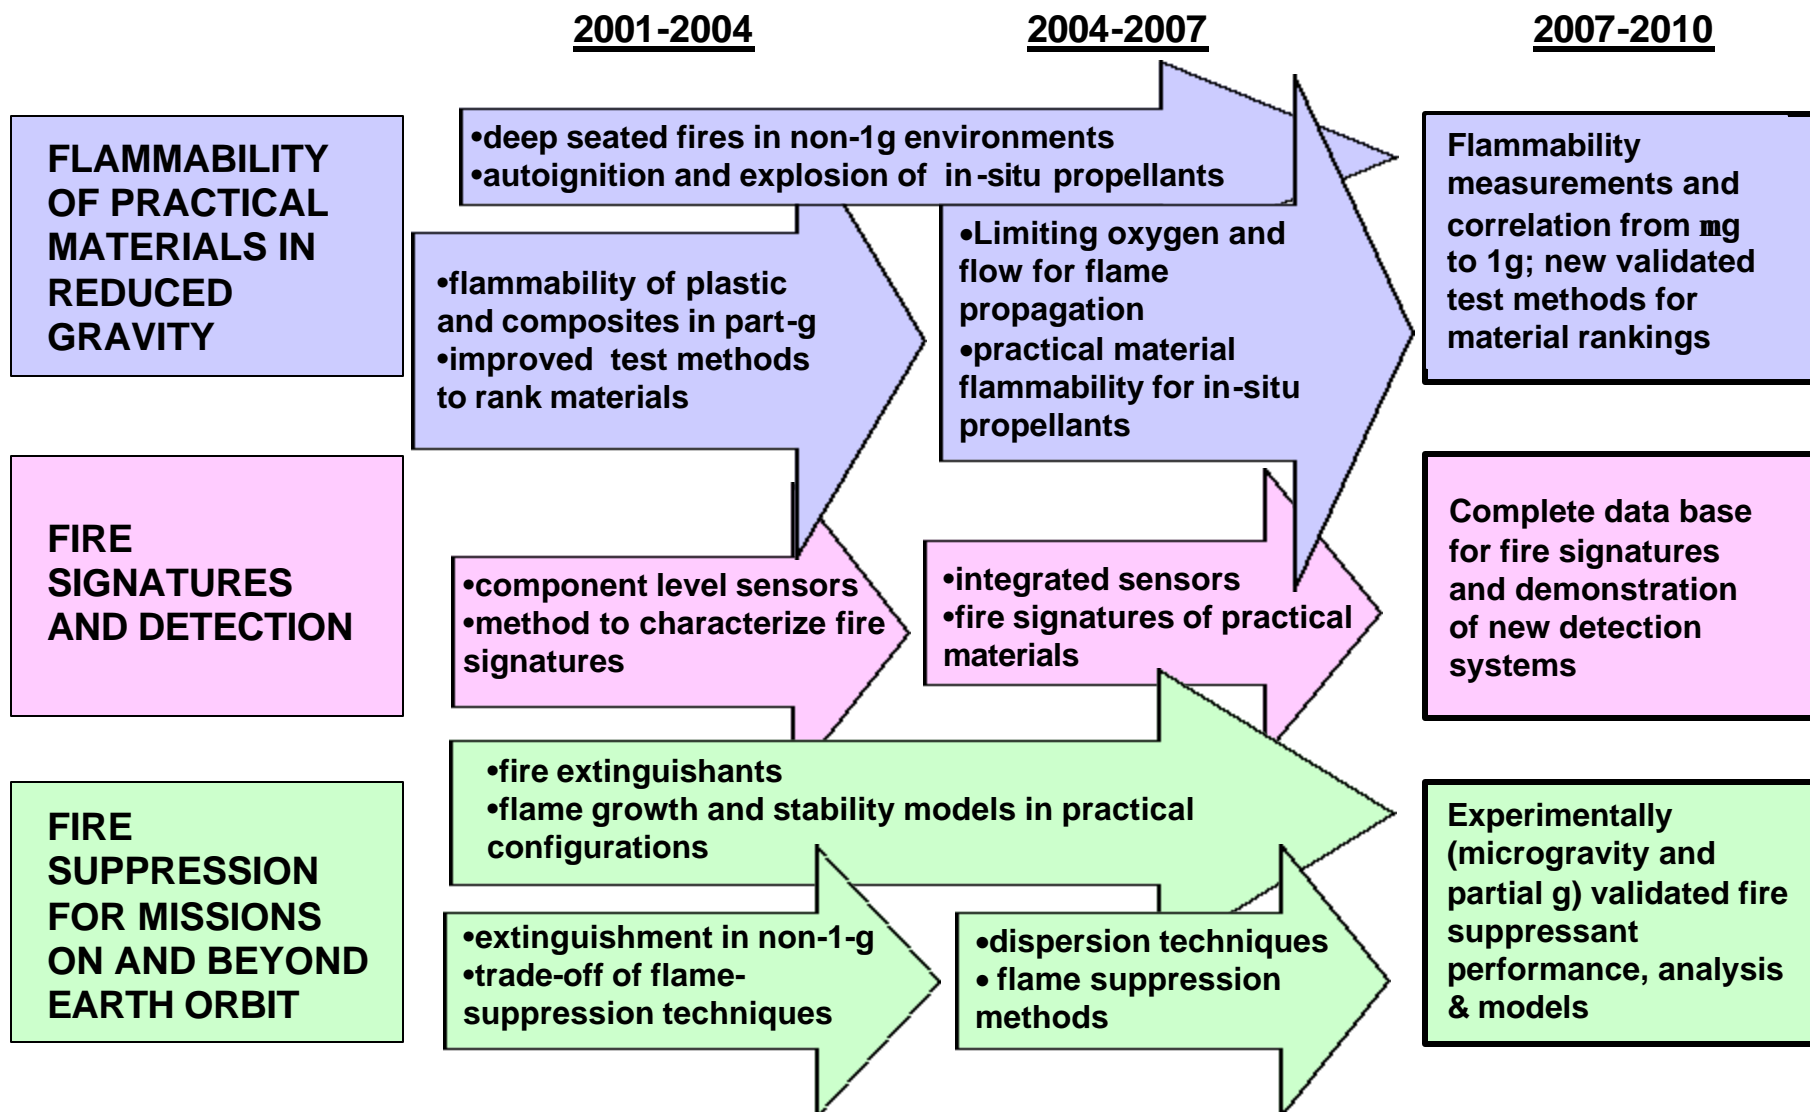 2001-2004 2004-2007 2007-2010
FLAMMABILITY
OF PRACTICAL
MATERIALS IN
REDUCED
GRAVITY
•deep seated fires in non-1g environments
•autoignition and explosion of in-situ propellants
•flammability of plastic
and composites in part-g
•improved test methods
to rank materials
•Limiting oxygen and
flow for flame
propagation
•practical material
flammability for in-situ
propellants
Flammability
measurements and
correlation from mg
to 1g; new validated
test methods for
material rankings
FIRE
SIGNATURES
AND DETECTION
•component level sensors
•method to characterize fire
signatures
•integrated sensors
•fire signatures of practical
materials
Complete data base
for fire signatures
and demonstration
of new detection
systems
FIRE
SUPPRESSION
FOR MISSIONS
ON AND BEYOND
EARTH ORBIT
•fire extinguishants
•flame growth and stability models in practical
configurations
•extinguishment in non-1-g
•trade-off of flame-
suppression techniques
•dispersion techniques
• flame suppression
methods
Experimentally
(microgravity and
partial g) validated fire
suppressant
performance, analysis
& models